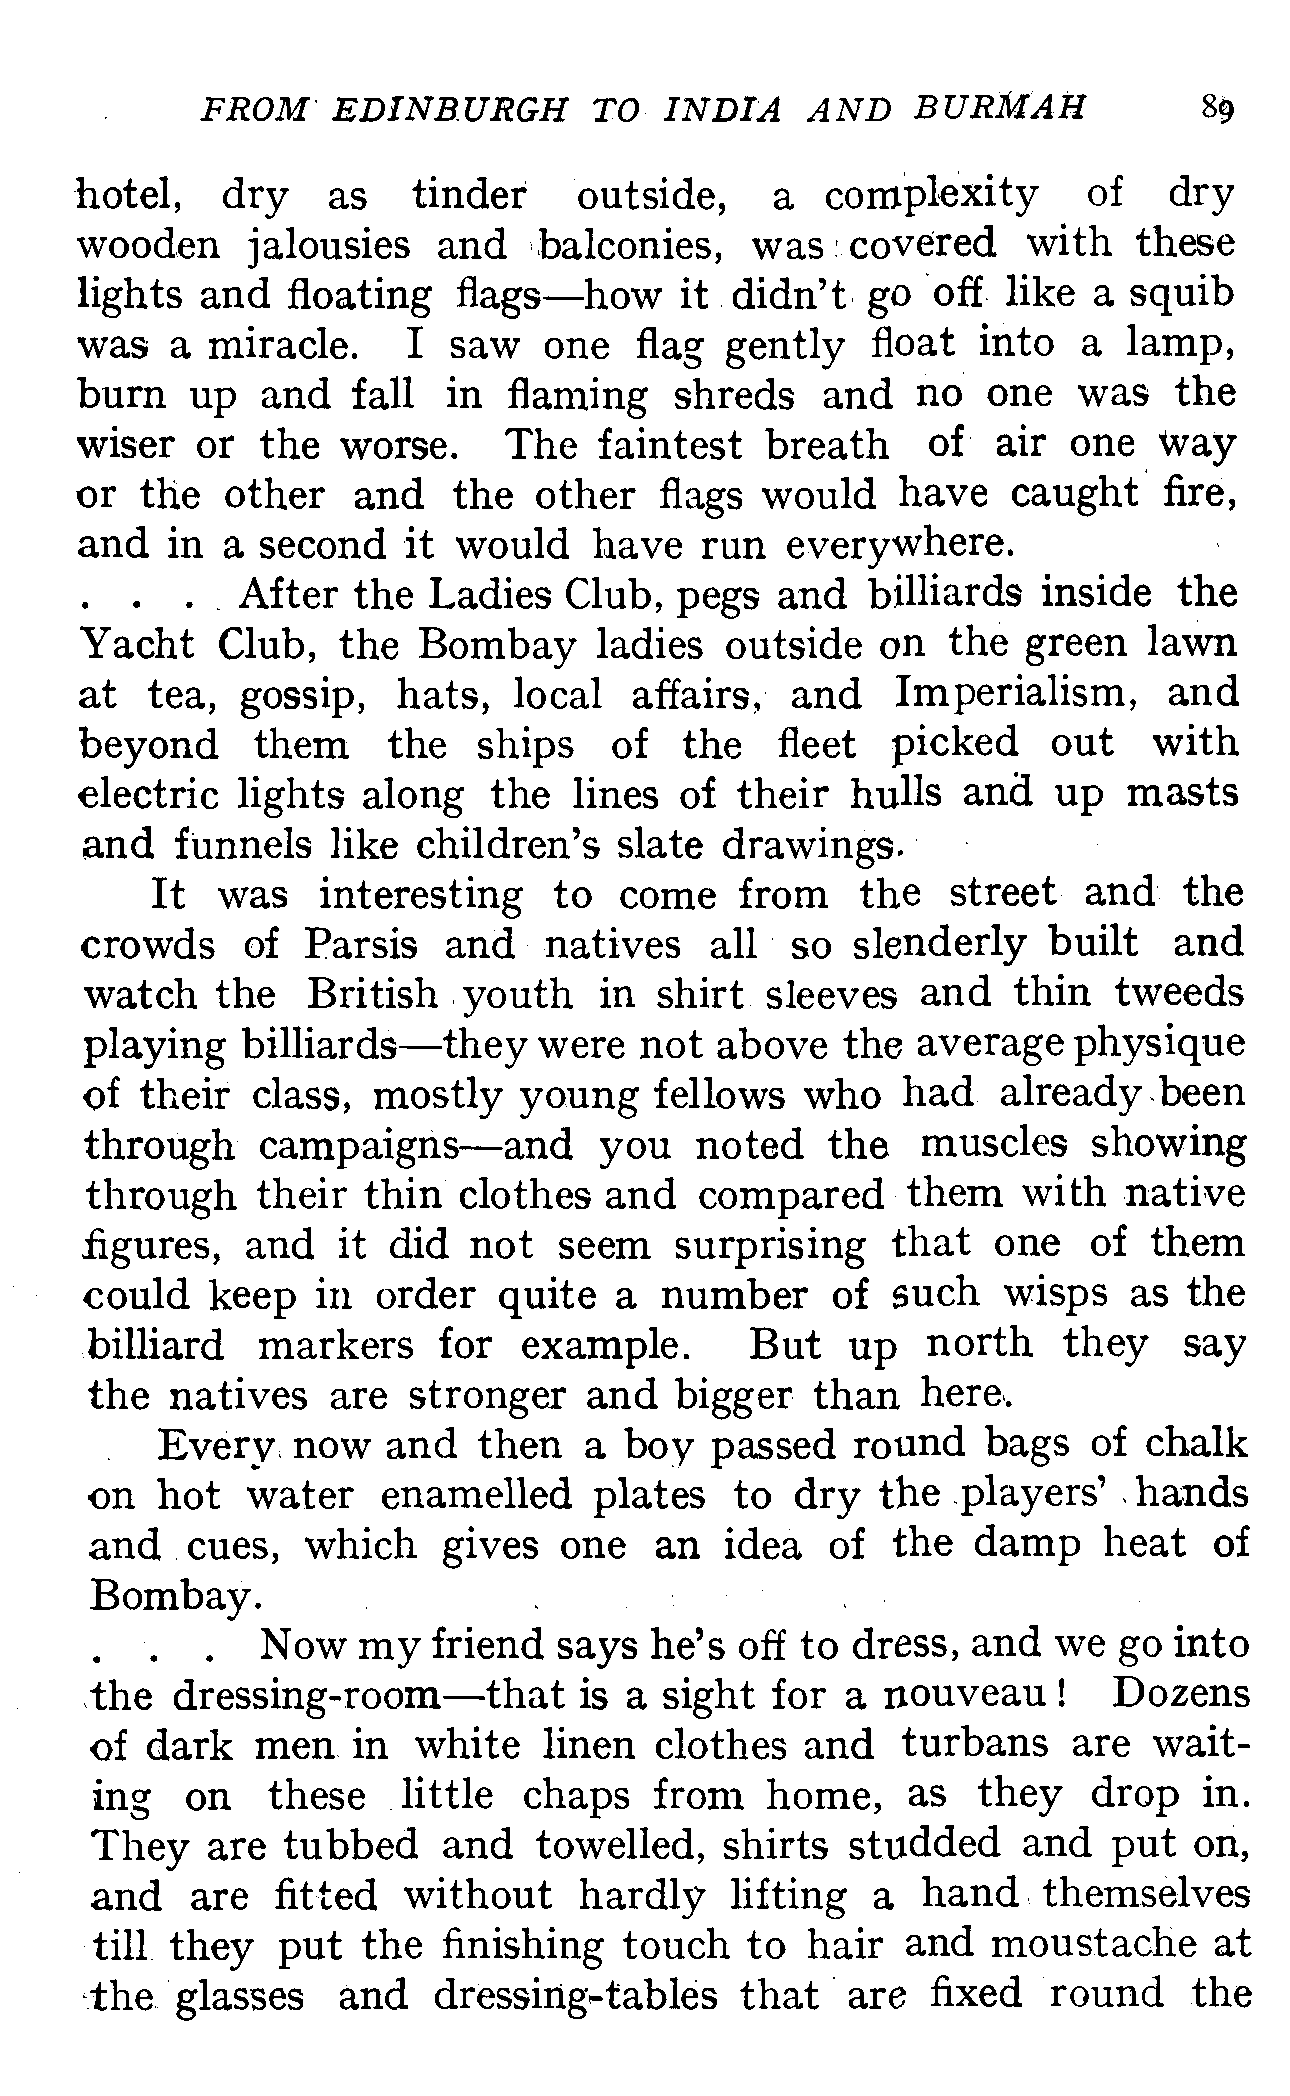 FROM EDINBURGH TO INDIA AND BURMAH 89
hotel, dry as tinder outside, a complexity of dry
wooden jalousies and balconies, was covered with these
lights and floating flags—how it didn't go off like a squib
was a miracle. I saw one flag gently float into a lamp,
burn up and fall in flaming shreds and no one was the
wiser or the worse. The faintest breath of air one way
or the other and the other flags would have caught fire,
and in a second it would have run everywhere.
. . . After the Ladies Club, pegs and billiards inside the
Yacht Club, the Bombay ladies outside on the green lawn
at tea, gossip, hats, local affairs, and Imperialism, and
beyond them the ships of the fleet picked out with
electric lights along the lines of their hulls and up masts
and funnels like children's slate drawings.
It was interesting to come from the street and the
crowds of Parsis and natives all so slenderly built and
watch the British youth in shirt sleeves and thin tweeds
playing billiards—they were not above the average physique
of their class, mostly young fellows who had already been
through campaigns—and you noted the muscles showing
through their thin clothes and compared them with native
figures, and it did not seem surprising that one of them
could keep in order quite a number of such wisps as the
billiard markers for example. But up north they say
the natives are stronger and bigger than here.
Every now and then a boy passed round bags of chalk
on hot water enamelled plates to dry the players' hands
and cues, which gives one an idea of the damp heat of
Bombay.
. . . Now my friend says he's off to dress, and we go into
the dressing-room—that is a sight for a nouveau! Dozens
of dark men in white linen clothes and turbans are wait-
ing on these little chaps from home, as they drop in.
They are tubbed and towelled, shirts studded and put on,
and are fitted without hardly lifting a hand themselves
till they put the finishing touch to hair and moustache at
the glasses and dressing-tables that are fixed round the